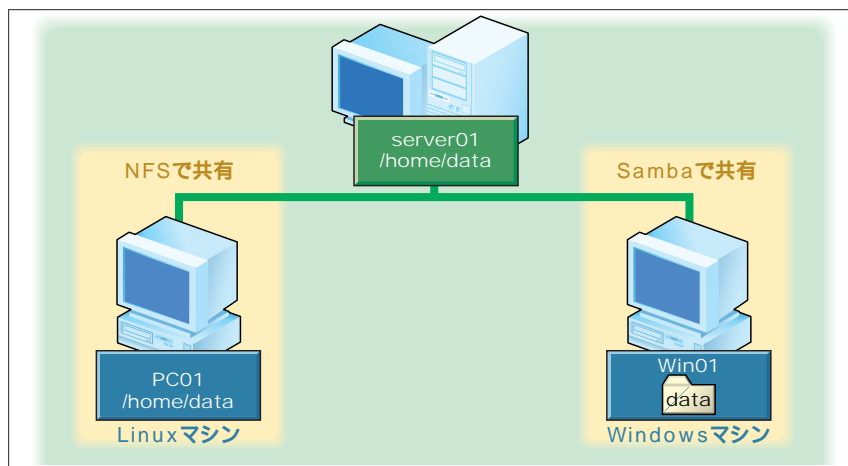 server01
/home/data
NFSで共有
Sambaで共有
PC01
/home/data
Linuxマシン
Win01
data
Windowsマシン